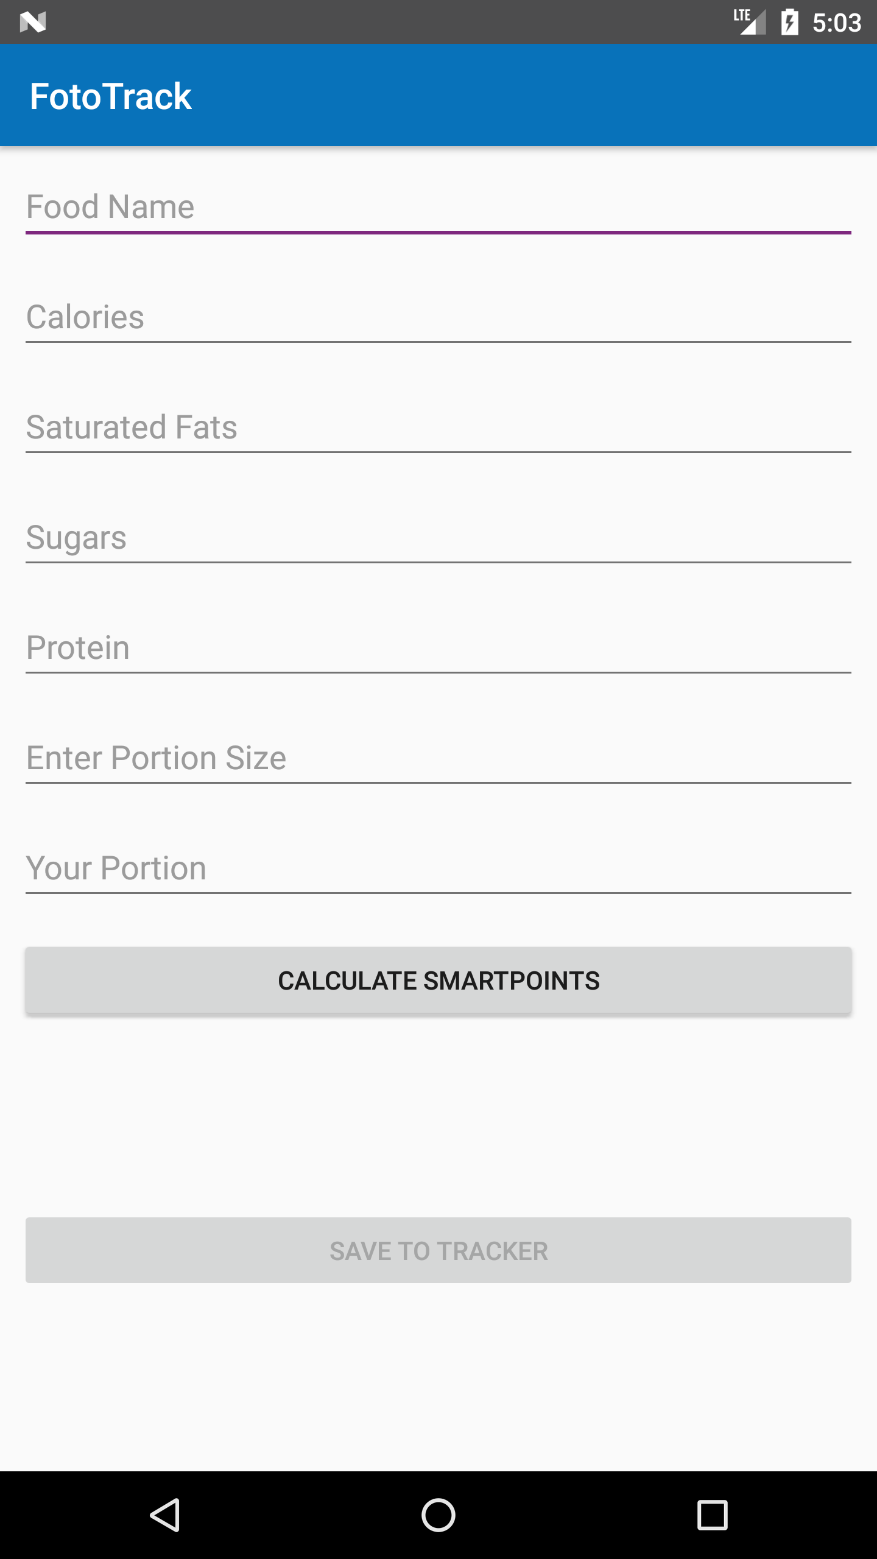 LTE 5:03
FotoTrack
Food Name
Calories
Saturated Fats
Sugars
Protein
Enter Portion Size
Your Portion
CALCULATE SMARTPOINTS
SAVE TO TRACKER